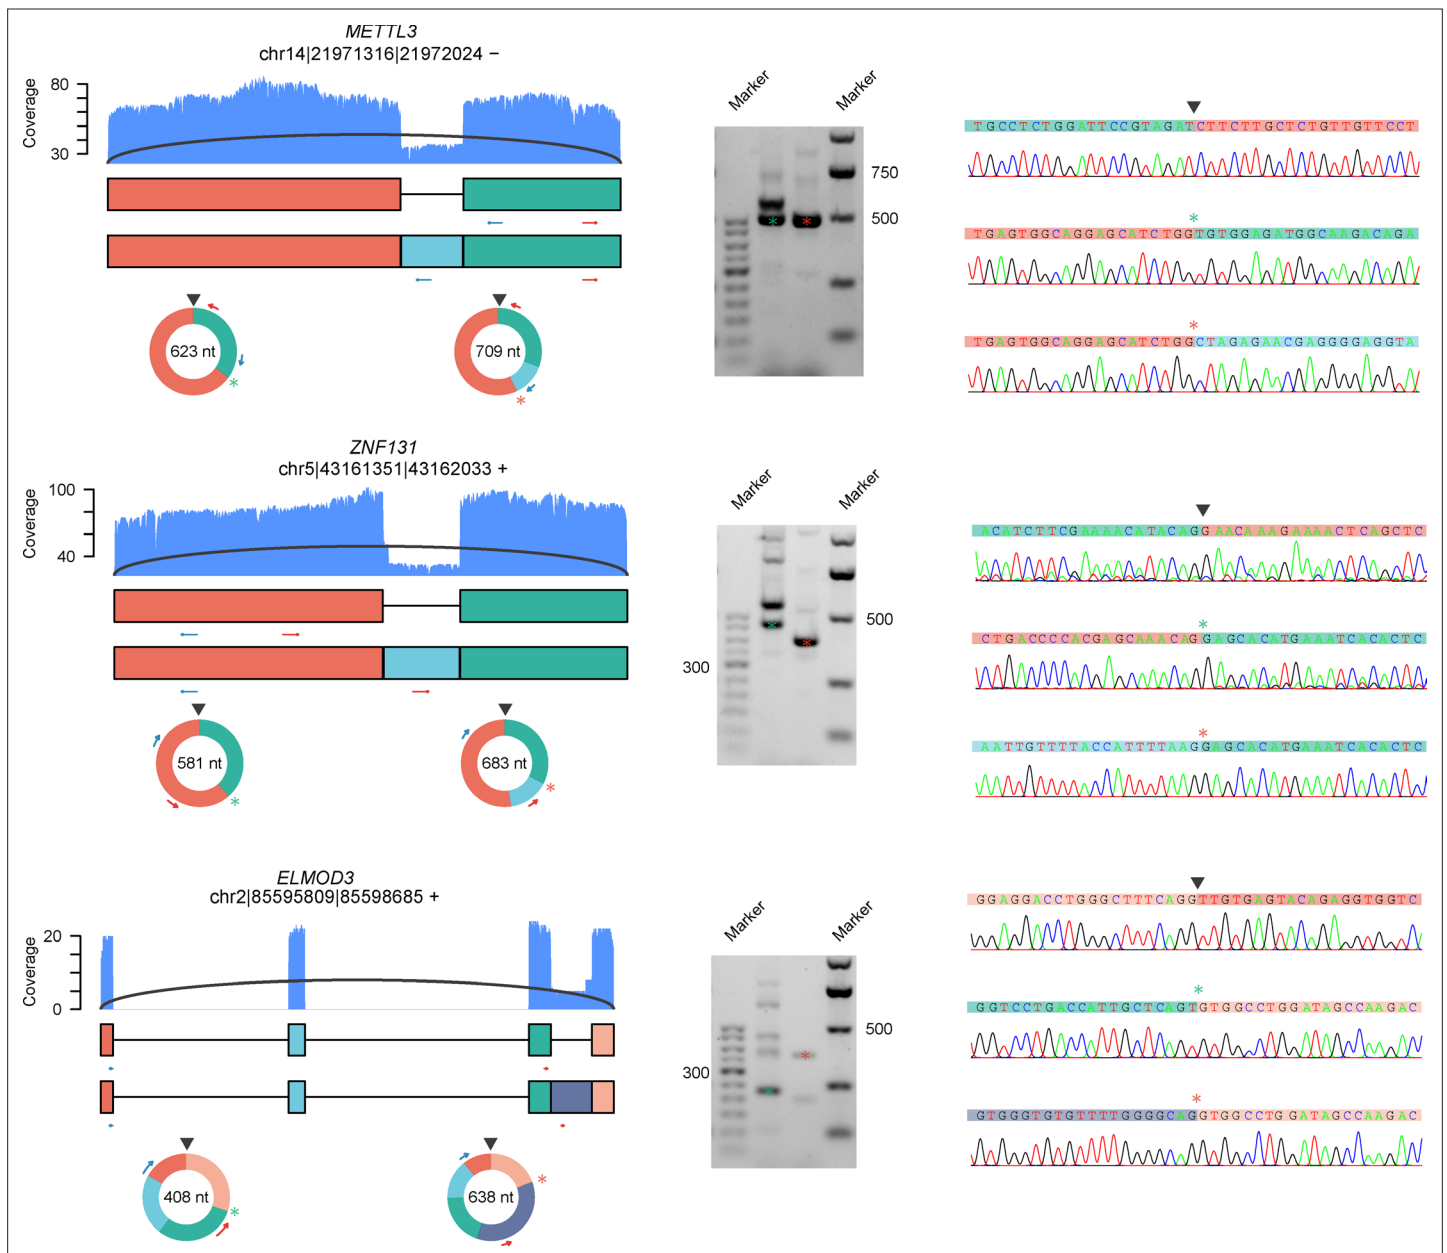 METTL3
chr14|21971316|21972024 −
Coverage
80
30
623 nt
*
709 nt
*
Marker
Marker
750
500
*
*
TGCCTCTGGATTCCGTAGATCTTCTTGCTCTGTTGTTCCT
*
TGAGTGGCAGGAGCATCTGGTGTGGAGATGGCAAGACAGA
*
TGAGTGGCAGGAGCATCTGGCTAGAGAACGAGGGGAGGTA
ZNF131
chr5|43161351|43162033 +
Coverage
100
40
581 nt
*
683 nt
*
Marker
Marker
500
300
*
*
ACATCTTCGAAAACATACAGGAACAAAGAAAACTCAGCTC
*
CTGACCCCACGAGCAAACAGGAGCACATGAAATCACACTC
*
AATTGTTTTACCATTTTAAGGAGCACATGAAATCACACTC
ELMOD3
chr2|85595809|85598685 +
Coverage
20
0
408 nt
*
638 nt
*
Marker
Marker
500
300
*
*
GGAGGACCTGGGCTTTCAGGTTGTGAGTACAGAGGTGGTC
*
GGTCCTGACCATTGCTCAGTGTGGCCTGGATAGCCAAGAC
*
GTGGGTGTGTTTTGGGGCAGGTGGCCTGGATAGCCAAGAC